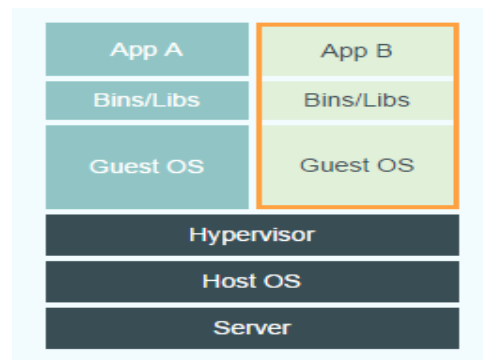 App A App B
Bins/Libs Bins/Libs
Guest OS Guest OS
Hypervisor
Host OS
Server